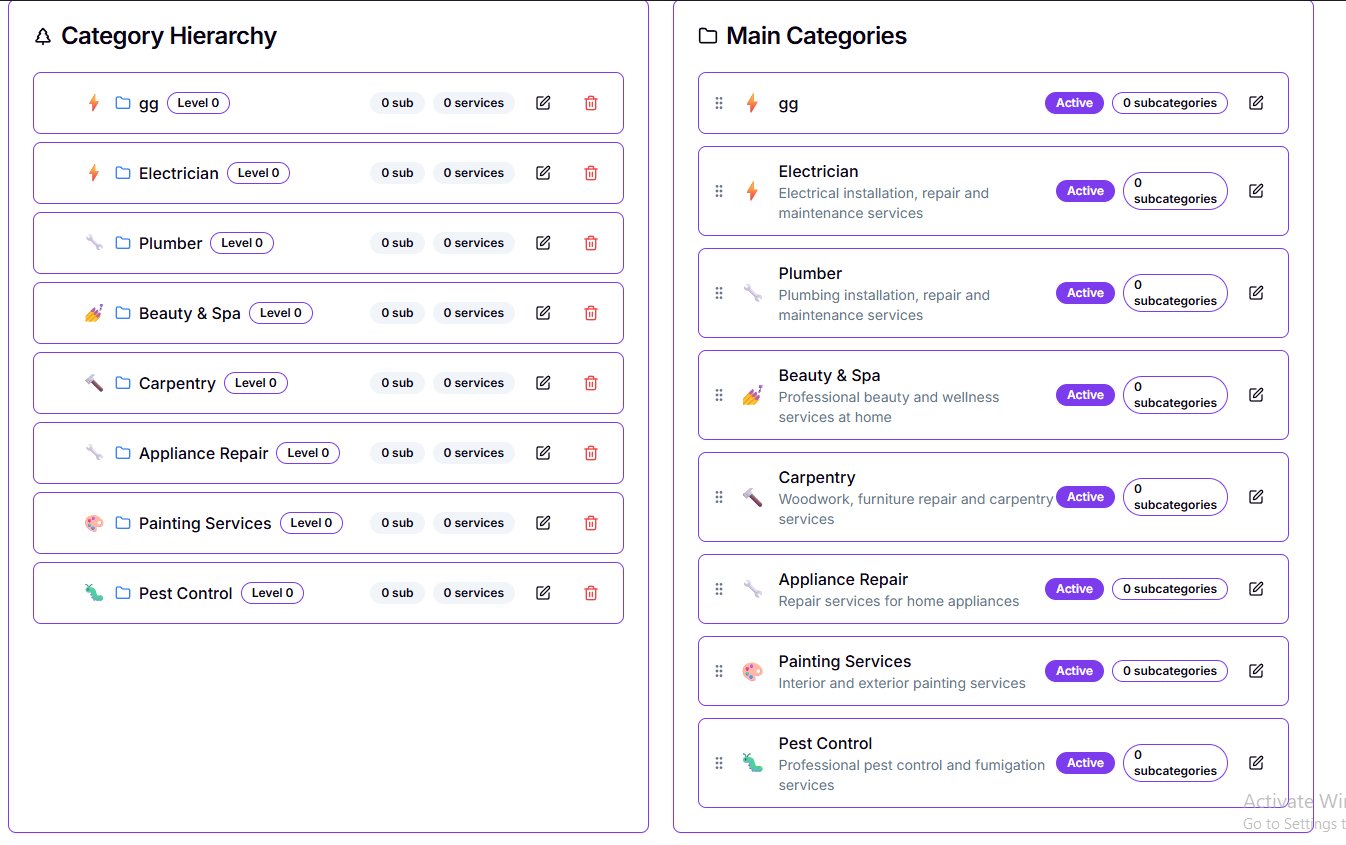 Category Hierarchy
gg Level 0 0 sub 0 services
Electrician Level 0 0 sub 0 services
Plumber Level 0 0 sub 0 services
Beauty & Spa Level 0 0 sub 0 services
Carpentry Level 0 0 sub 0 services
Appliance Repair Level 0 0 sub 0 services
Painting Services Level 0 0 sub 0 services
Pest Control Level 0 0 sub 0 services
Main Categories
gg Active 0 subcategories
Electrician
Electrical installation, repair and
maintenance services
Active
0
subcategories
Plumber
Plumbing installation, repair and
maintenance services
Active
0
subcategories
Beauty & Spa
Professional beauty and wellness
services at home
Active
0
subcategories
Carpentry
Woodwork, furniture repair and carpentry
services
Active
0
subcategories
Appliance Repair
Repair services for home appliances
Active 0 subcategories
Painting Services
Interior and exterior painting services
Active 0 subcategories
Pest Control
Professional pest control and fumigation
services
Active
0
subcategories
Activate Wi
Go to Settings t